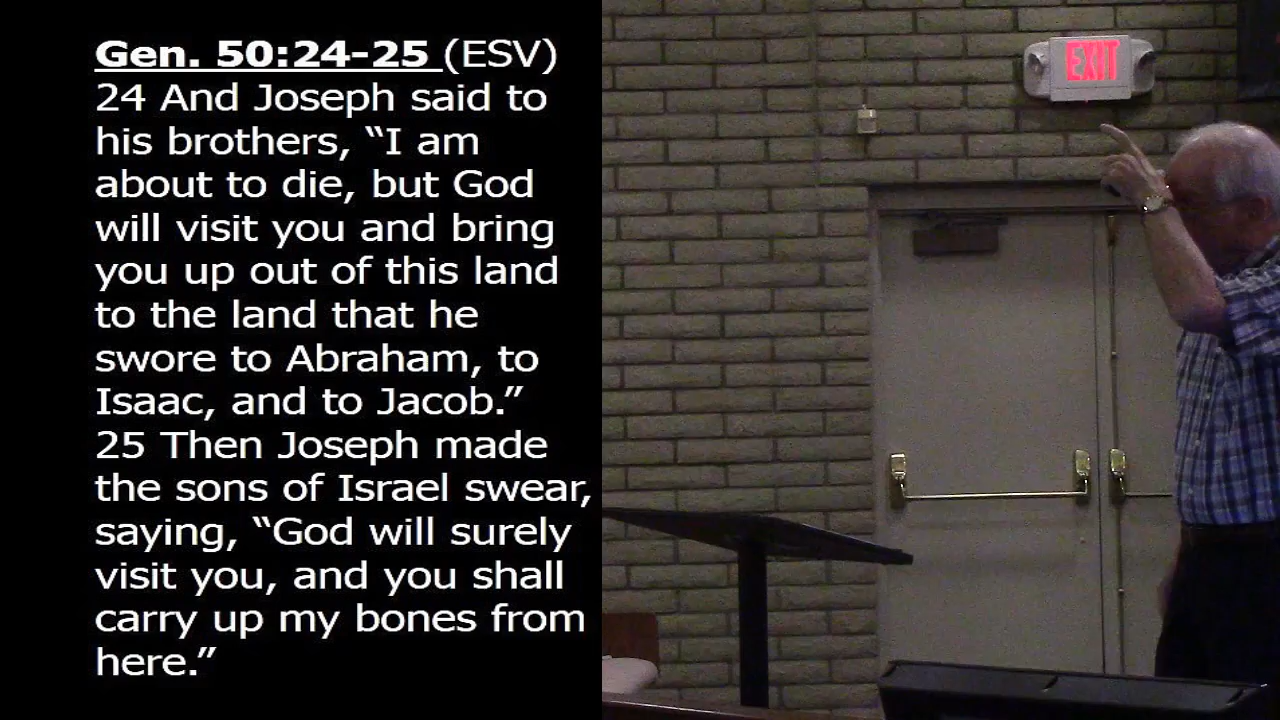 Gen. 50:24-25 (ESV)
24 And Joseph said to
his brothers, “I am
about to die, but God
will visit you and bring
you up out of this land
to the land that he
swore to Abraham, to
Isaac, and to Jacob.”
25 Then Joseph made
the sons of Israel swear,
saying, “God will surely
visit you, and you shall
carry up my bones from
here.”
EXIT